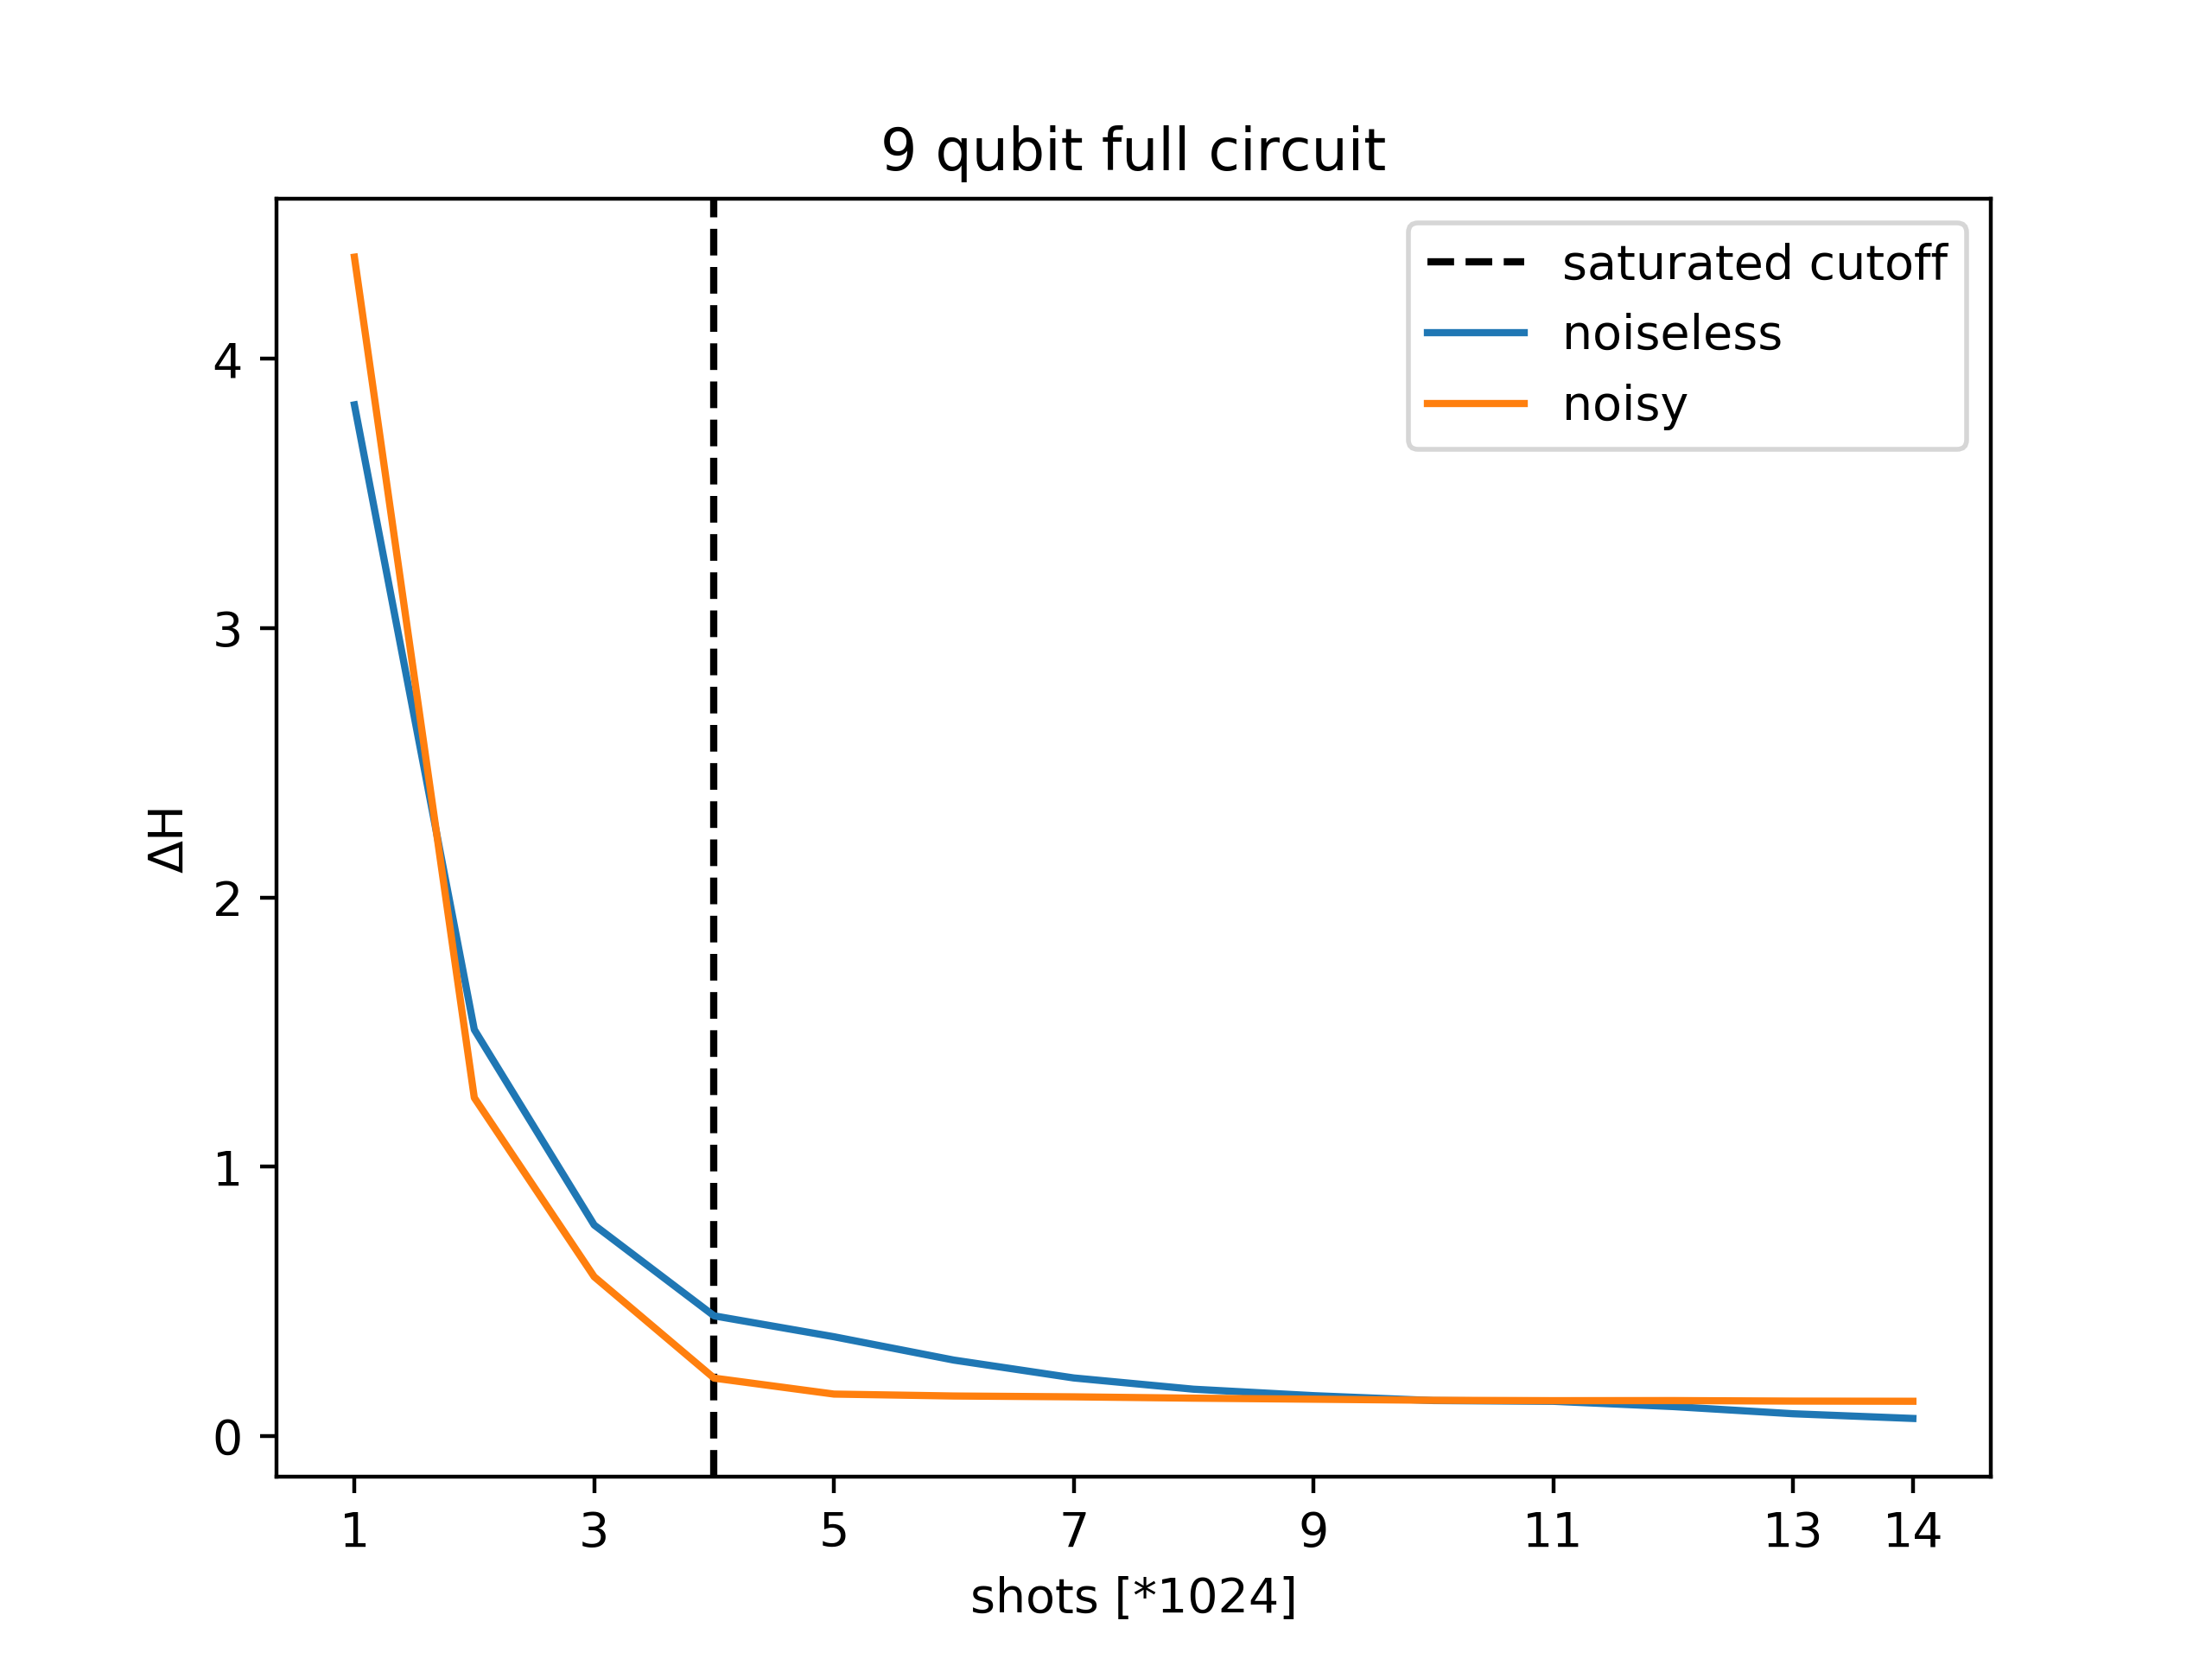 9 qubit full circuit
saturated cutoff
noiseless
noisy
4
3
2
1
0
ΔH
1 3 5 7 9 11 13 14
shots [*1024]